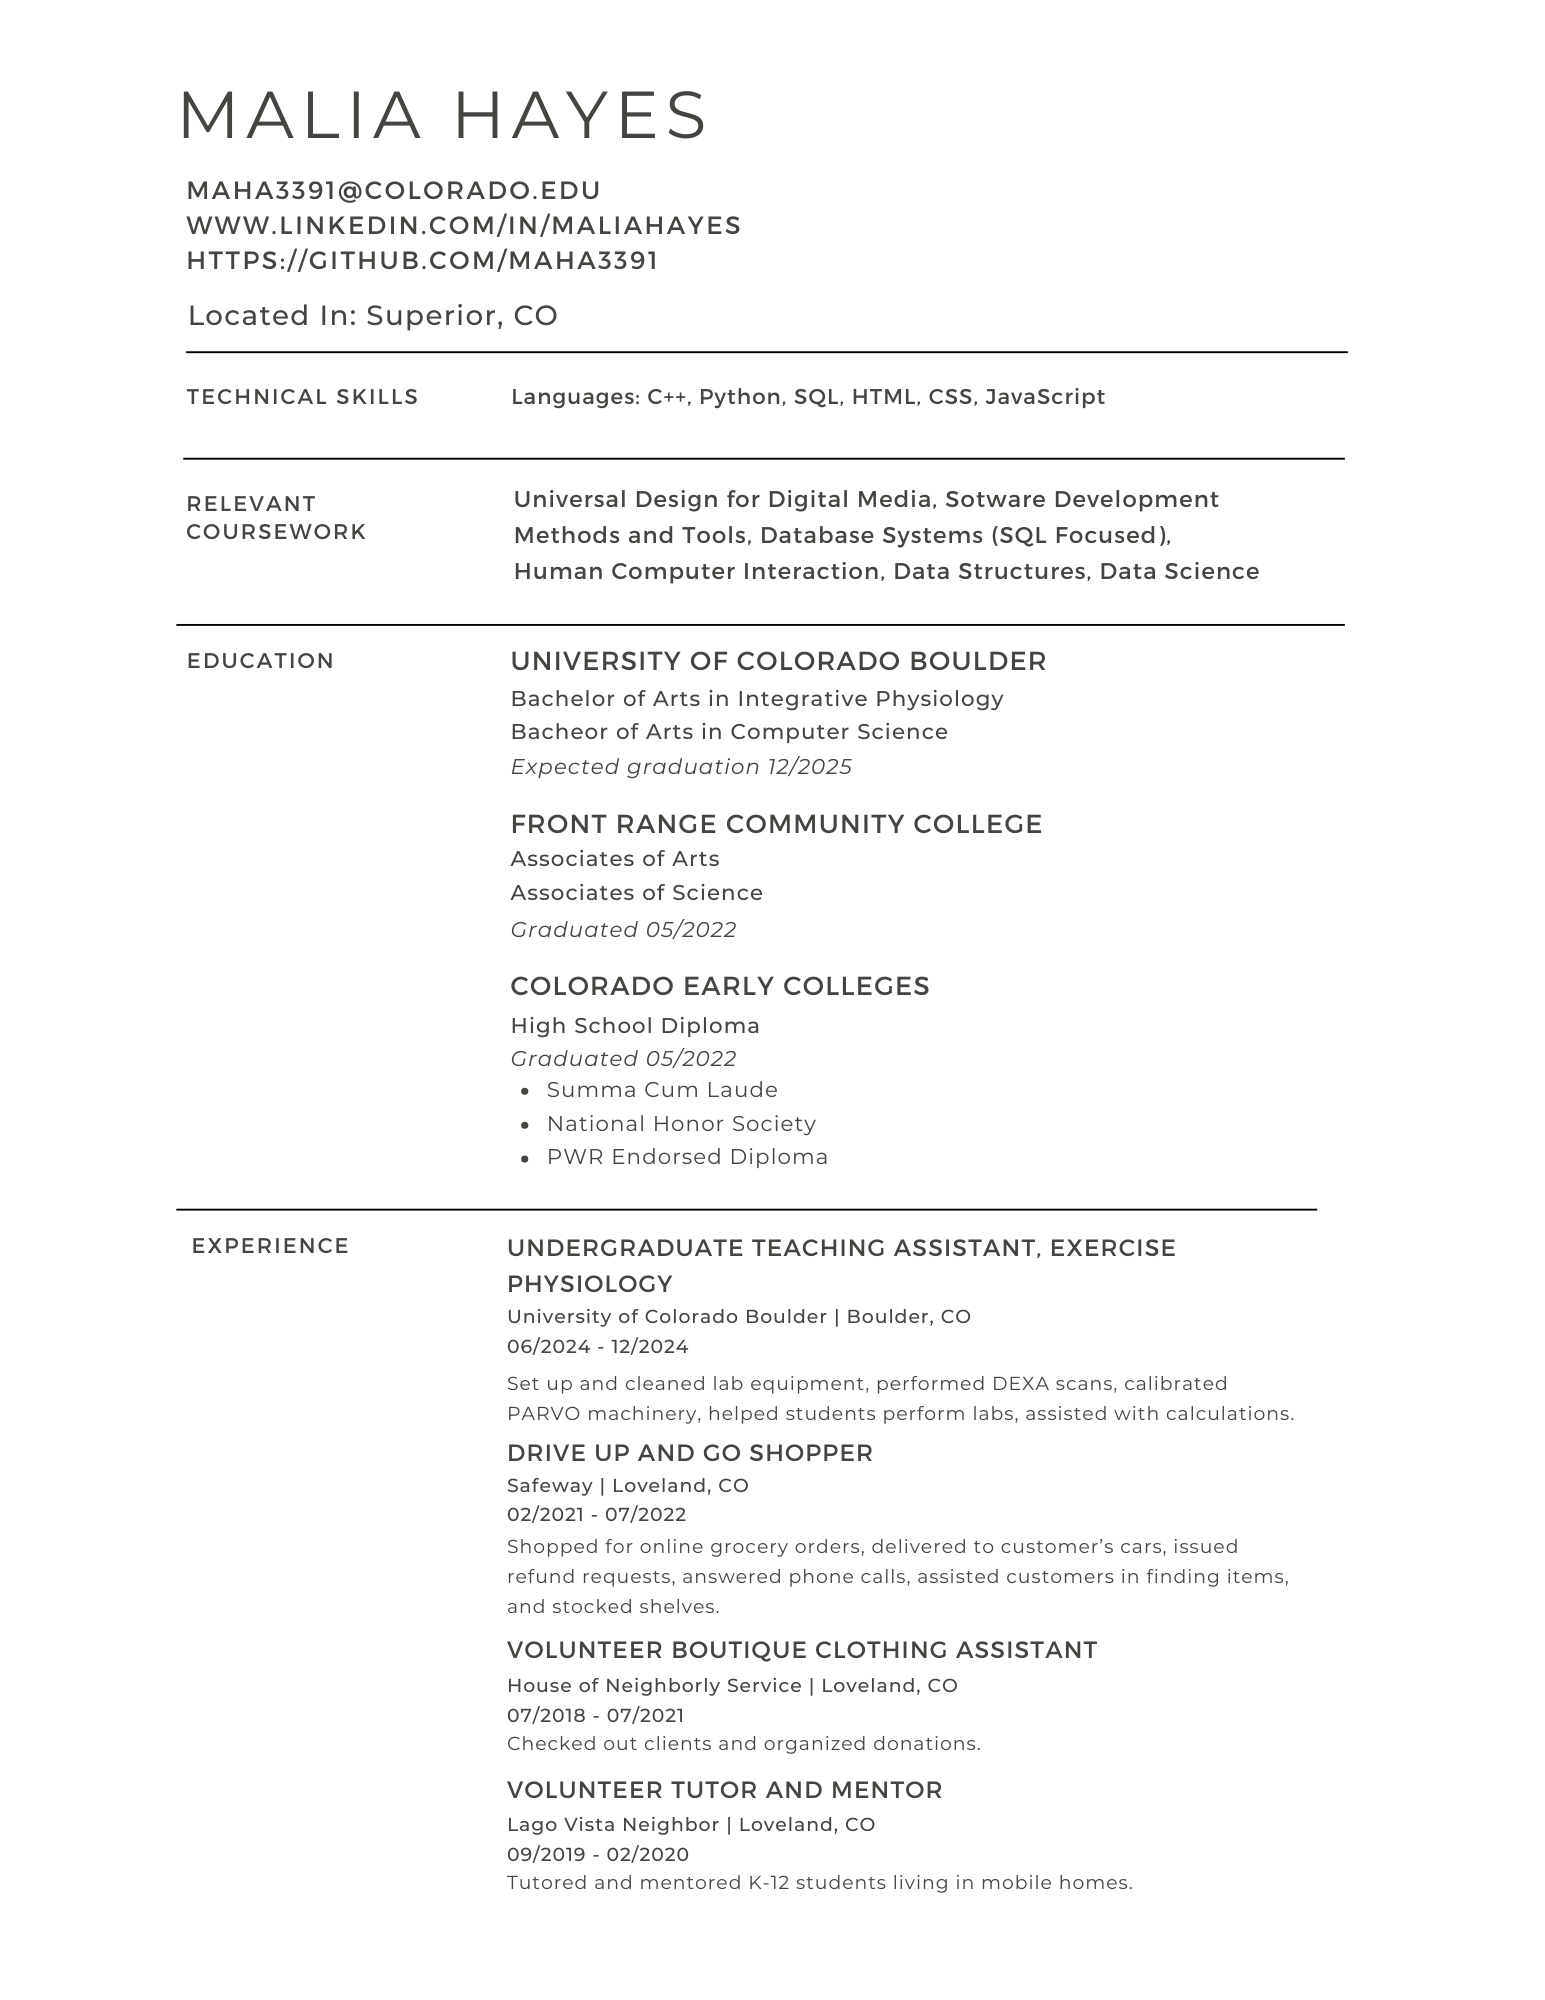 MALIA HAYES
MAHA3391@COLORADO.EDU
WWW.LINKEDIN.COM/IN/MALIAHAYES
HTTPS://GITHUB.COM/MAHA3391
Located In: Superior, CO
TECHNICAL SKILLS
Languages: C++, Python, SQL, HTML, CSS, JavaScript
RELEVANT
COURSEWORK
Universal Design for Digital Media, Sotware Development
Methods and Tools, Database Systems (SQL Focused),
Human Computer Interaction, Data Structures, Data Science
EDUCATION
UNIVERSITY OF COLORADO BOULDER
Bachelor of Arts in Integrative Physiology
Bacheor of Arts in Computer Science
Expected graduation 12/2025
FRONT RANGE COMMUNITY COLLEGE
Associates of Arts
Associates of Science
Graduated 05/2022
COLORADO EARLY COLLEGES
High School Diploma
Graduated 05/2022
• Summa Cum Laude
• National Honor Society
• PWR Endorsed Diploma
EXPERIENCE
UNDERGRADUATE TEACHING ASSISTANT, EXERCISE
PHYSIOLOGY
University of Colorado Boulder | Boulder, CO
06/2024 - 12/2024
Set up and cleaned lab equipment, performed DEXA scans, calibrated
PARVO machinery, helped students perform labs, assisted with calculations.
DRIVE UP AND GO SHOPPER
Safeway | Loveland, CO
02/2021 - 07/2022
Shopped for online grocery orders, delivered to customer’s cars, issued
refund requests, answered phone calls, assisted customers in finding items,
and stocked shelves.
VOLUNTEER BOUTIQUE CLOTHING ASSISTANT
House of Neighborly Service | Loveland, CO
07/2018 - 07/2021
Checked out clients and organized donations.
VOLUNTEER TUTOR AND MENTOR
Lago Vista Neighbor | Loveland, CO
09/2019 - 02/2020
Tutored and mentored K-12 students living in mobile homes.